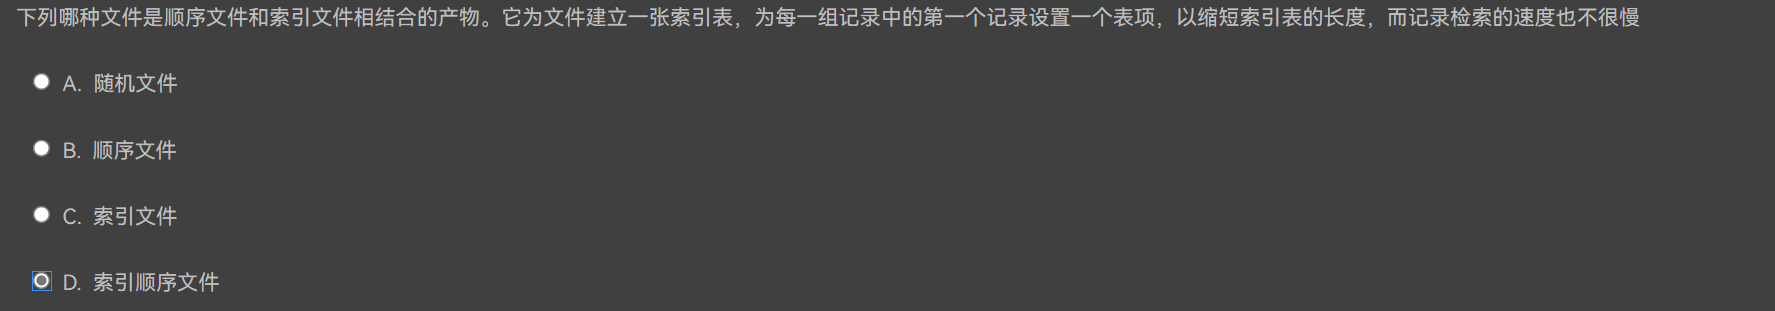 下列哪种文件是顺序文件和索引文件相结合的产物。它为文件建立一张索引表，为每一组记录中的第一个记录设置一个表项，以缩短索引表的长度，而记录检索的速度也不很慢
A. 随机文件
B. 顺序文件
C. 索引文件
D. 索引顺序文件